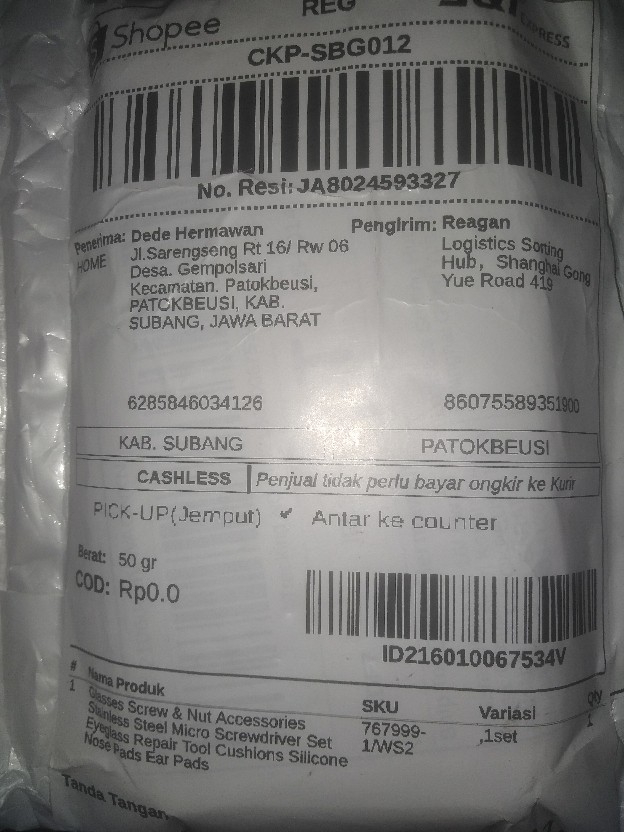 Shopee
REG
EXPRESS
CKP-SBG012
No. Resi: JA8024593327
Penerima: Dede Hermawan
HOME
Jl.Sarengseng Rt 16/ Rw 06
Desa. Gempolsari
Kecamatan. Patokbeusi,
PATOKBEUSI, KAB.
SUBANG, JAWA BARAT
Pengirim: Reagan
Logistics Sorting
Hub, Shanghai Gong
Yue Road 419
6285846034126
86075589351900
KAB. SUBANG
PATOKBEUSI
CASHLESS
Penjual tidak perlu bayar ongkir ke Kurir
PICK-UP(Jemput) ✔ Antar ke counter
Berat: 50 gr
COD: Rp0.0
ID216010067534V
# Nama Produk SKU Variasi Qty
1 Glasses Screw & Nut Accessories 767999- ,1set 1
Stainless Steel Micro Screwdriver Set 1/WS2
Eyeglass Repair Tool Cushions Silicone
Nose Pads Ear Pads
Tanda Tangan